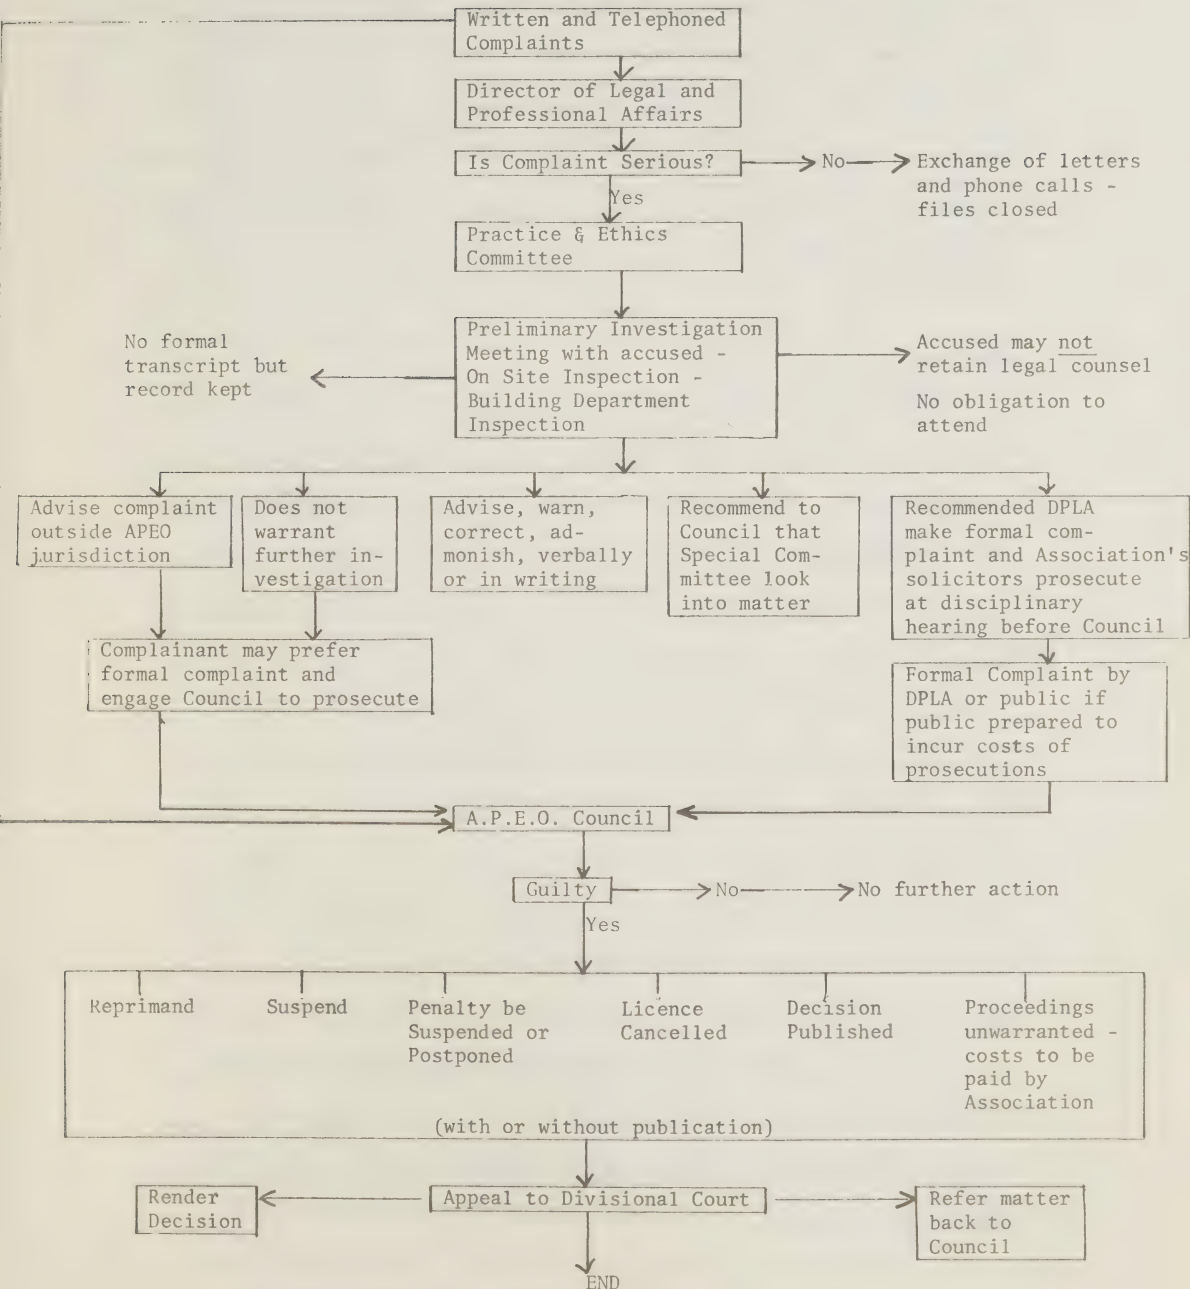 Written and Telephoned
Complaints
Director of Legal and
Professional Affairs
Is Complaint Serious?
No
Exchange of letters
and phone calls -
files closed
Yes
Practice & Ethics
Committee
No formal
transcript but
record kept
Preliminary Investigation
Meeting with accused -
On Site Inspection -
Building Department
Inspection
Accused may not
retain legal counsel
No obligation to
attend
Advise complaint
outside APEO
jurisdiction
Does not
warrant
further in-
vestigation
Advise, warn,
correct, ad-
monish, verbally
or in writing
Recommend to
Council that
Special Com-
mittee look
into matter
Recommended DPLA
make formal com-
plaint and Association's
solicitors prosecute
at disciplinary
hearing before Council
Complainant may prefer
formal complaint and
engage Council to prosecute
Formal Complaint by
DPLA or public if
public prepared to
incur costs of
prosecutions
A.P.E.O. Council
Guilty
No
No further action
Yes
Reprimand
Suspend
Penalty be
Suspended or
Postponed
Licence
Cancelled
Decision
Published
Proceedings
unwarranted -
costs to be
paid by
Association
(with or without publication)
Render
Decision
Appeal to Divisional Court
Refer matter
back to
Council
END